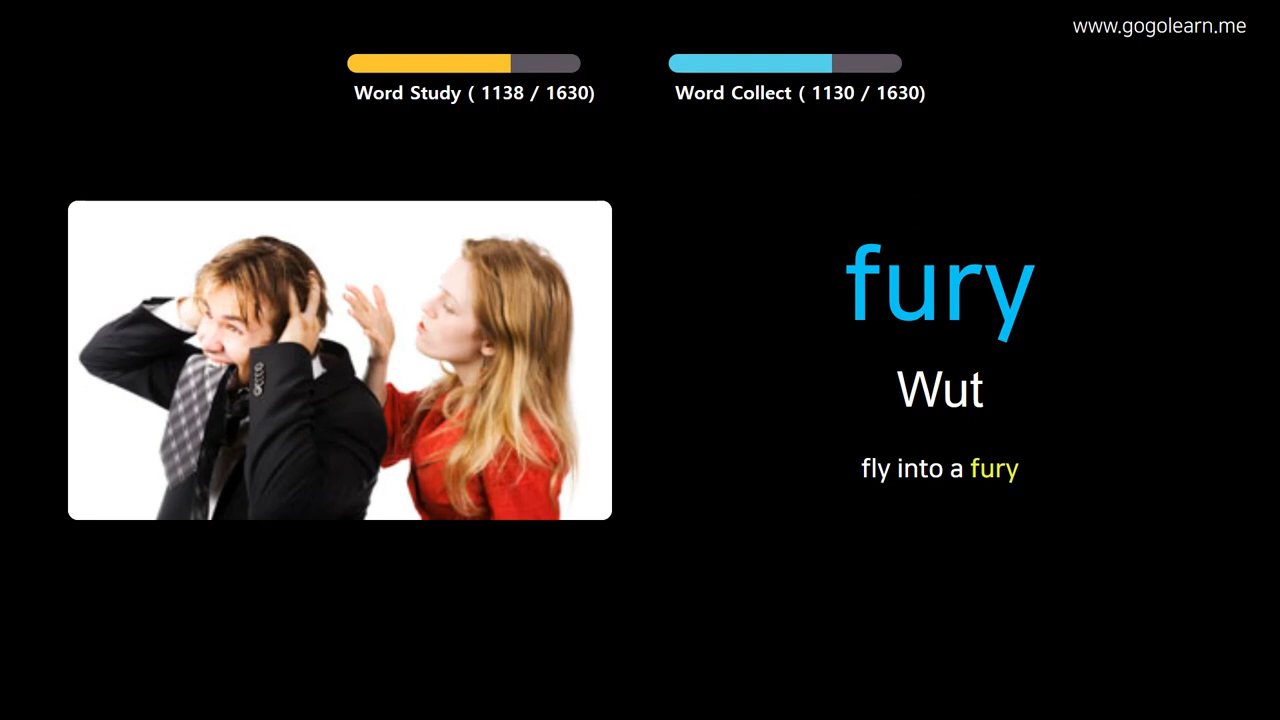 www.gogolearn.me
Word Study ( 1138 / 1630)
Word Collect ( 1130 / 1630)
fury
Wut
fly into a fury